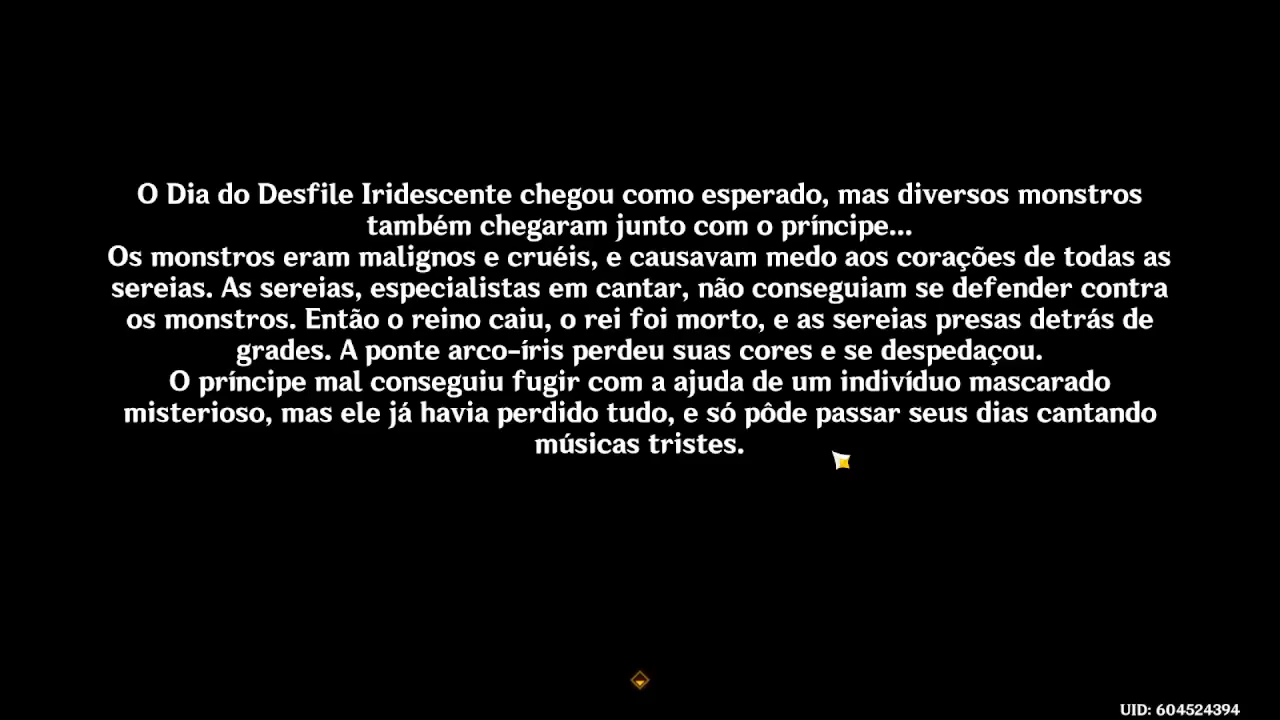 O Dia do Desfile Iridescente chegou como esperado, mas diversos monstros
também chegaram junto com o príncipe...
Os monstros eram malignos e cruéis, e causavam medo aos corações de todas as
sereias. As sereias, especialistas em cantar, não conseguiam se defender contra
os monstros. Então o reino caiu, o rei foi morto, e as sereias presas detrás de
grades. A ponte arco-íris perdeu suas cores e se despedaçou.
O príncipe mal conseguiu fugir com a ajuda de um indivíduo mascarado
misterioso, mas ele já havia perdido tudo, e só pôde passar seus dias cantando
músicas tristes.
UID: 604524394